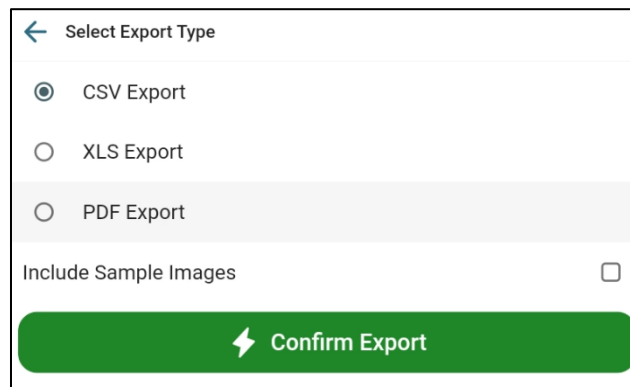 Select Export Type
CSV Export
XLS Export
PDF Export
Include Sample Images
Confirm Export